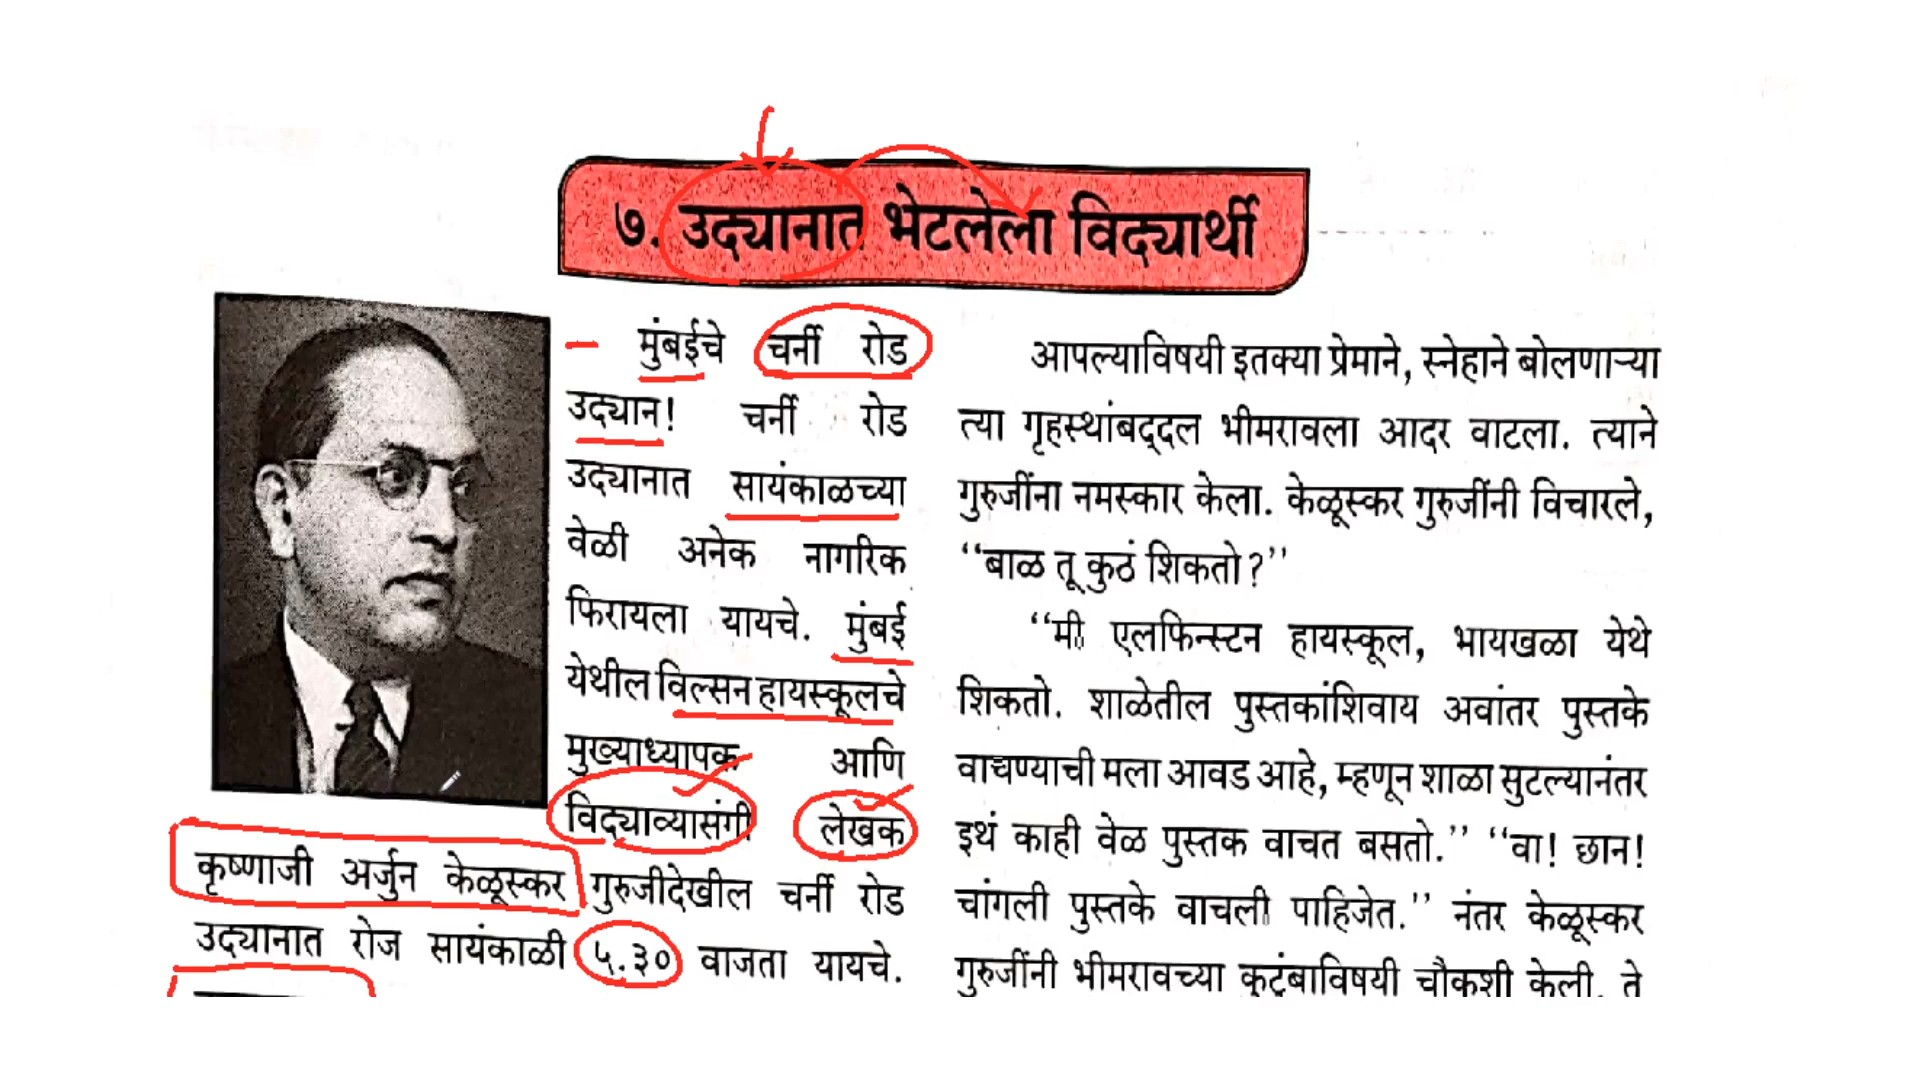 ७. उद्यानात भेटलेला विद्यार्थी
मुंबईचे चर्नी रोड
उद्यान! चर्नी रोड
उद्यानात सायंकाळच्या
वेळी अनेक नागरिक
फिरायला यायचे. मुंबई
येथील विल्सन हायस्कूलचे
मुख्याध्यापक आणि
विद्याव्यासंगी लेखक
कृष्णाजी अर्जुन केळूस्कर गुरुजीदेखील चर्नी रोड
उद्यानात रोज सायंकाळी ५.३० वाजता यायचे.
आपल्याविषयी इतक्या प्रेमाने, स्नेहाने बोलणाऱ्या
त्या गृहस्थांबद्दल भीमरावला आदर वाटला. त्याने
गुरुजींना नमस्कार केला. केळूस्कर गुरुजींनी विचारले,
“बाळ तू कुठं शिकतो?”
“मी एलफिन्स्टन हायस्कूल, भायखळा येथे
शिकतो. शाळेतील पुस्तकांशिवाय अवांतर पुस्तके
वाचण्याची मला आवड आहे, म्हणून शाळा सुटल्यानंतर
इथं काही वेळ पुस्तक वाचत बसतो.” “वा! छान!
चांगली पुस्तके वाचली पाहिजेत.” नंतर केळूस्कर
गुरुजींनी भीमरावच्या कुटुंबाविषयी चौकशी केली. ते